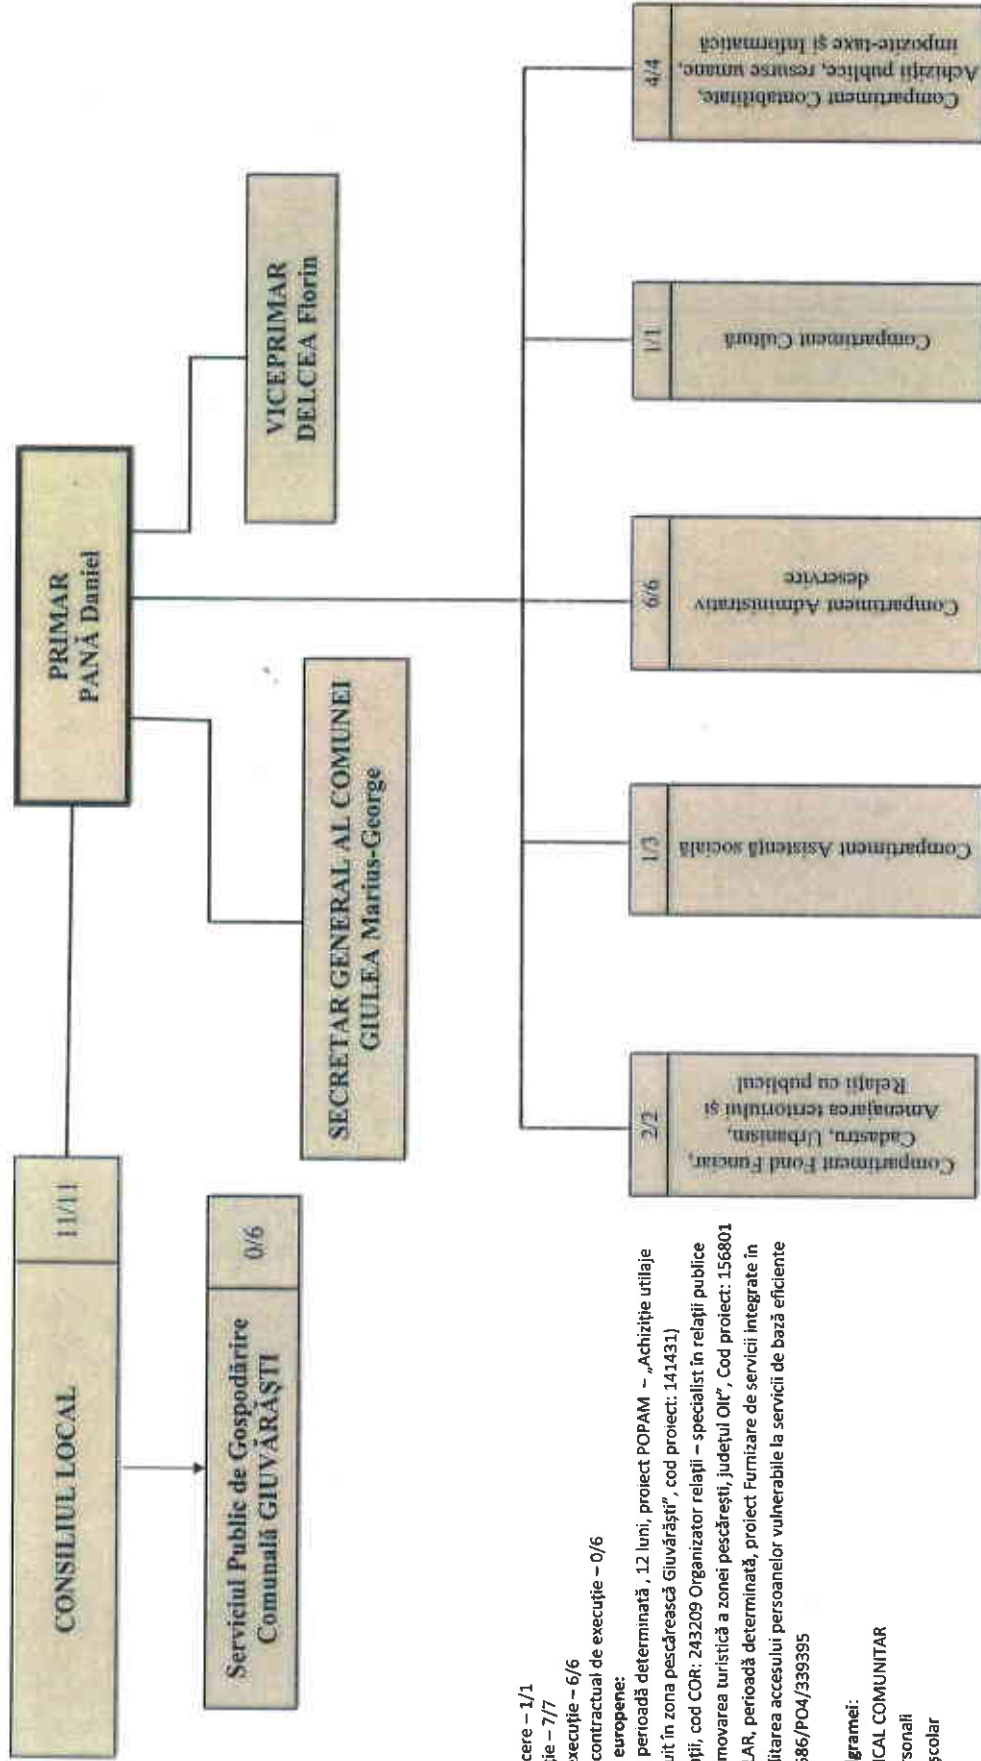 CONSILIUL LOCAL
11/11
PRIMAR
PANĂ Daniel
Serviciul Public de Gospodărire
Comunală GIUVĂRĂȘTI
0/6
SECRETAR GENERAL AL COMUNEI
GIULEA Marius-George
VICEPRIMAR
DELCEA Florin
2/2
Compartiment Fond Funciar,
Cadastru, Urbanism,
Amenajarea teritoriului și
Relații cu publicul
1/3
Compartiment Asistență socială
6/6
Compartiment Administrativ
deservire
1/1
Compartiment Cultură
4/4
Compartiment Contabilitate,
Achiziții publice, resurse umane,
impozite-taxe și Informatică
cere – 1/1
ie – 7/7
execuție – 6/6
contractual de execuție – 0/6
europene:
perioadă determinată , 12 luni, proiect POPAM – „Achiziție utilaje
uit în zona pescărească Giuvărăști”, cod proiect: 141431)
ții, cod COR: 243209 Organizator relații – specialist în relații publice
movarea turistică a zonei pescărești, județul Olt”, Cod proiect: 156801
LAR, perioadă determinată, proiect Furnizare de servicii integrate în
litarea accesului persoanelor vulnerabile la servicii de bază eficiente
686/PO4/339395
gramei:
ICAL COMUNITAR
sonali
școlar